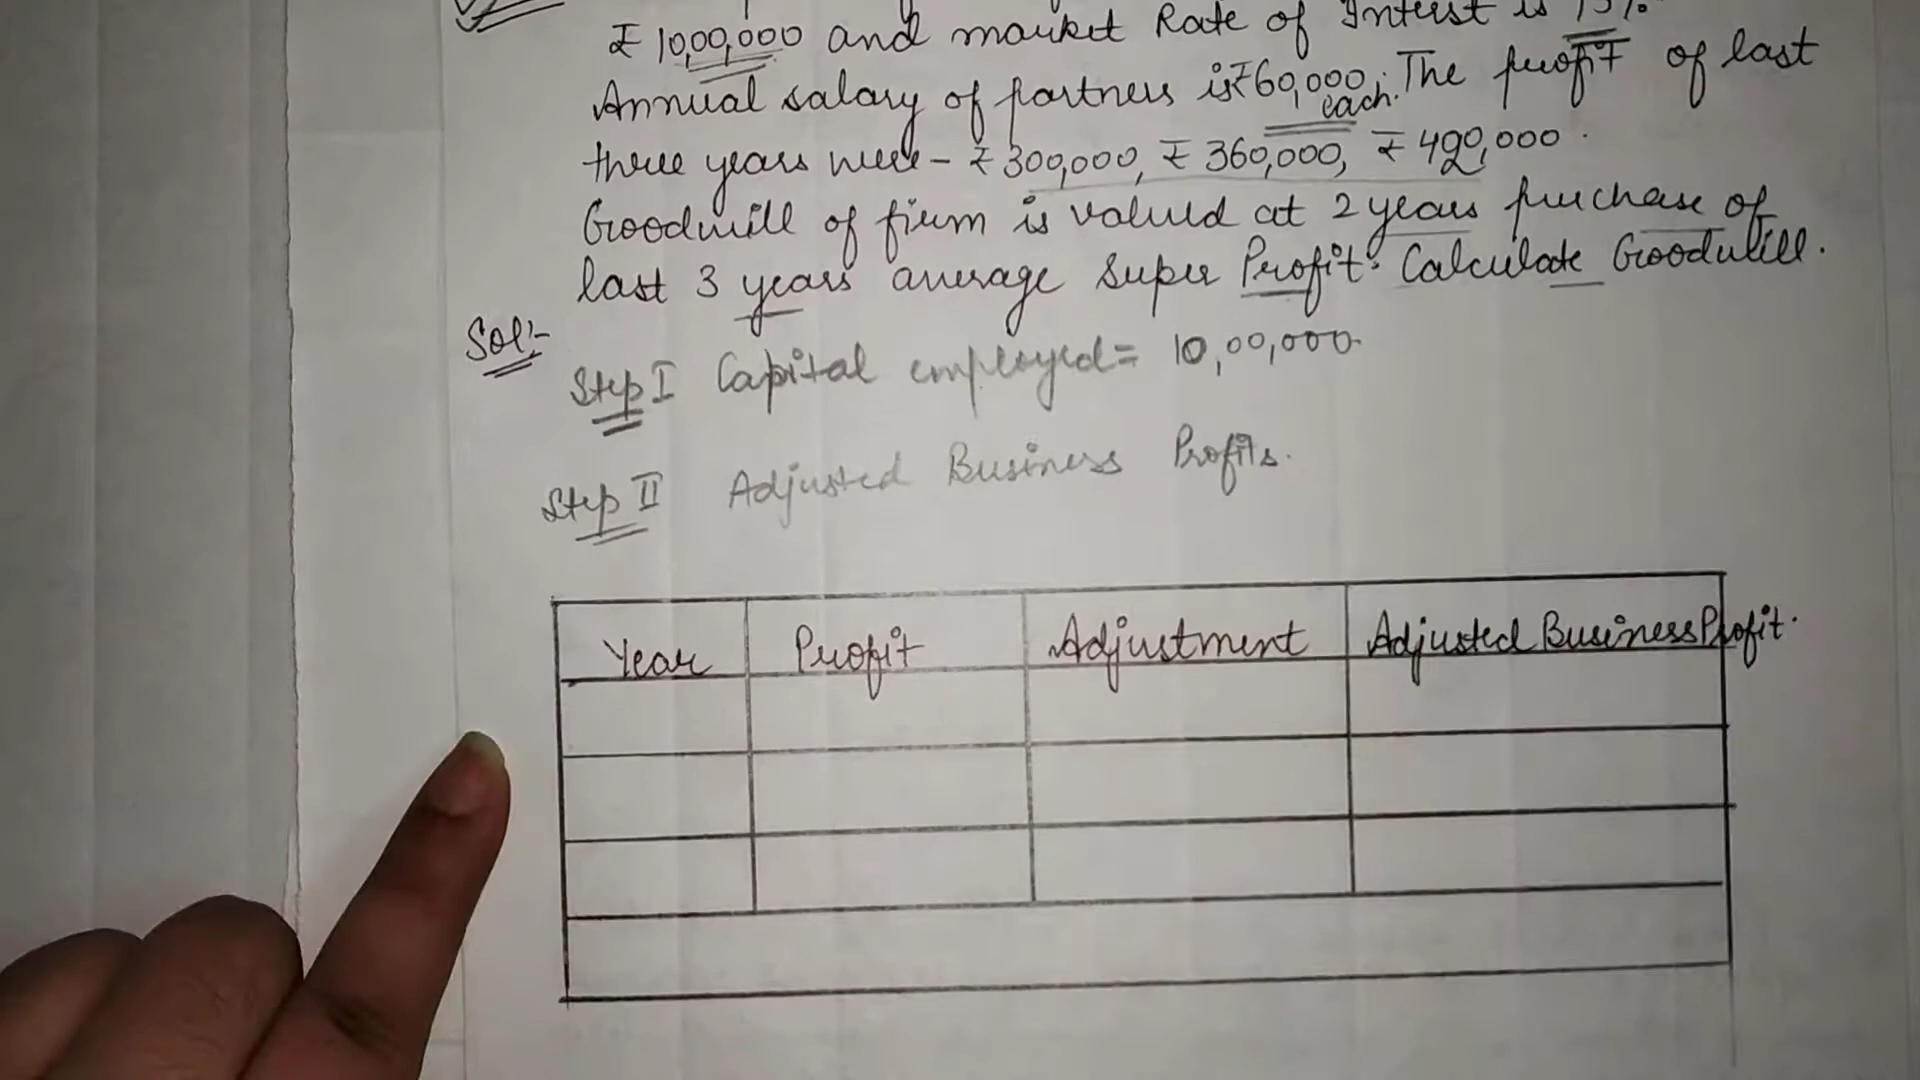 ₹ 10,00,000 and market Rate of Interest is 15%.
Annual salary of partners is ₹60,000 each. The profit of last
three years were - ₹ 300,000, ₹ 360,000, ₹ 420,000.
Goodwill of firm is valued at 2 years purchase of
last 3 years average super Profit. Calculate Goodwill.
Sol:-
Step I Capital employed = 10,00,000
Step II Adjusted Business Profits.
Year Profit Adjustment Adjusted Business Profit.